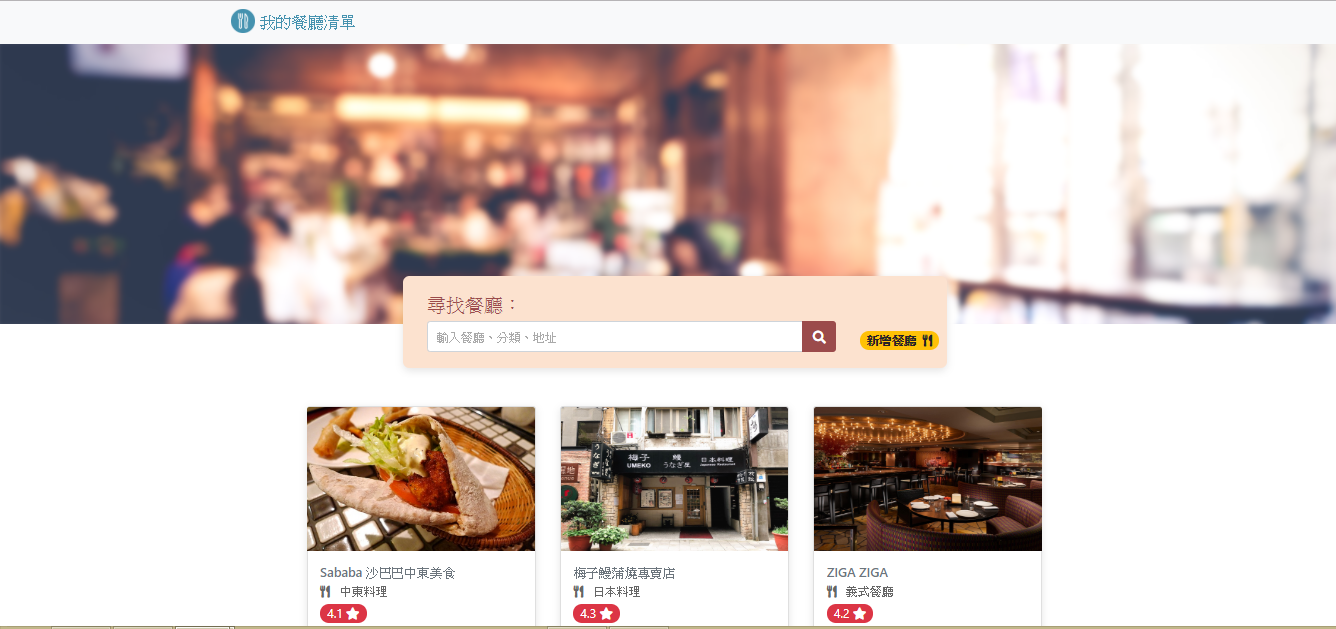 我的餐廳清單
尋找餐廳：
輸入餐廳、分類、地址
新增餐廳
梅子 鰻 日本料理
UMEKO うなぎ屋 Japanese Restaurant
Sababa 沙巴巴中東美食
中東料理
4.1
梅子鰻蒲燒專賣店
日本料理
4.3
ZIGA ZIGA
義式餐廳
4.2